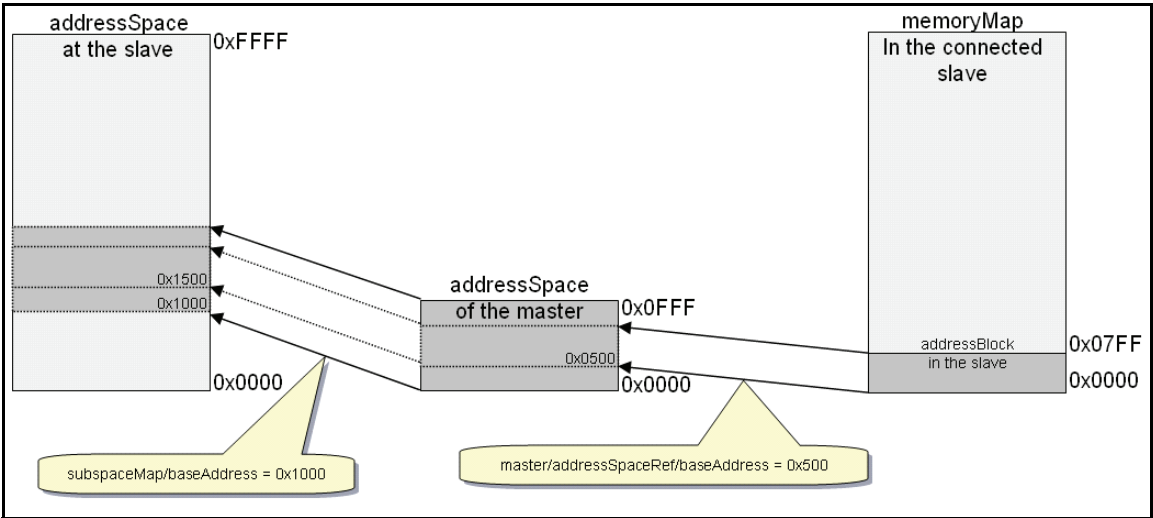 addressSpace
at the slave
0xFFFF
0x1500
0x1000
0x0000
subspaceMap/baseAddress = 0x1000
addressSpace
of the master
0x0FFF
0x0500
0x0000
master/addressSpaceRef/baseAddress = 0x500
memoryMap
In the connected
slave
addressBlock
in the slave
0x07FF
0x0000